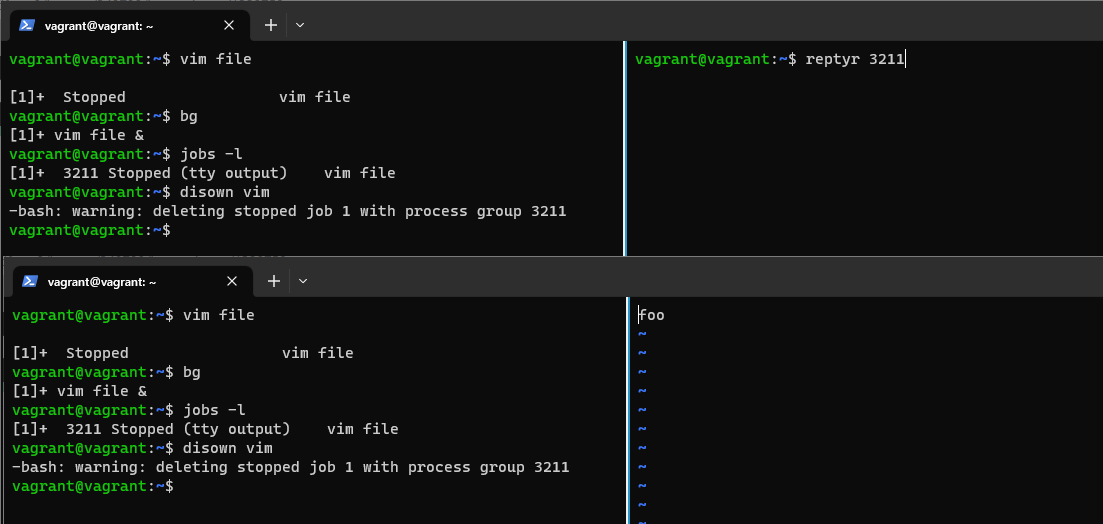 vagrant@vagrant: ~
vagrant@vagrant:~$ vim file
[1]+  Stopped                 vim file
vagrant@vagrant:~$ bg
[1]+ vim file &
vagrant@vagrant:~$ jobs -l
[1]+  3211 Stopped (tty output)    vim file
vagrant@vagrant:~$ disown vim
-bash: warning: deleting stopped job 1 with process group 3211
vagrant@vagrant:~$
vagrant@vagrant:~$ reptyr 3211
vagrant@vagrant: ~
vagrant@vagrant:~$ vim file
[1]+  Stopped                 vim file
vagrant@vagrant:~$ bg
[1]+ vim file &
vagrant@vagrant:~$ jobs -l
[1]+  3211 Stopped (tty output)    vim file
vagrant@vagrant:~$ disown vim
-bash: warning: deleting stopped job 1 with process group 3211
vagrant@vagrant:~$
foo
~
~
~
~
~
~
~
~
~
~